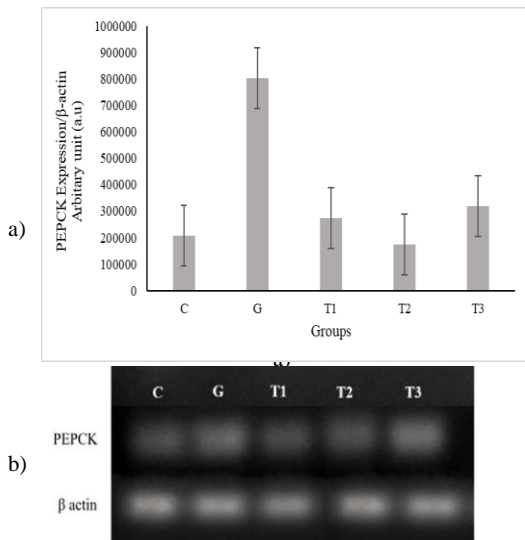 a)
PEPCK Expression/β-actin
Arbitary unit (a.u)
1000000
900000
800000
700000
600000
500000
400000
300000
200000
100000
0
C G T1 T2 T3
Groups
b)
C G T1 T2 T3
PEPCK
β actin